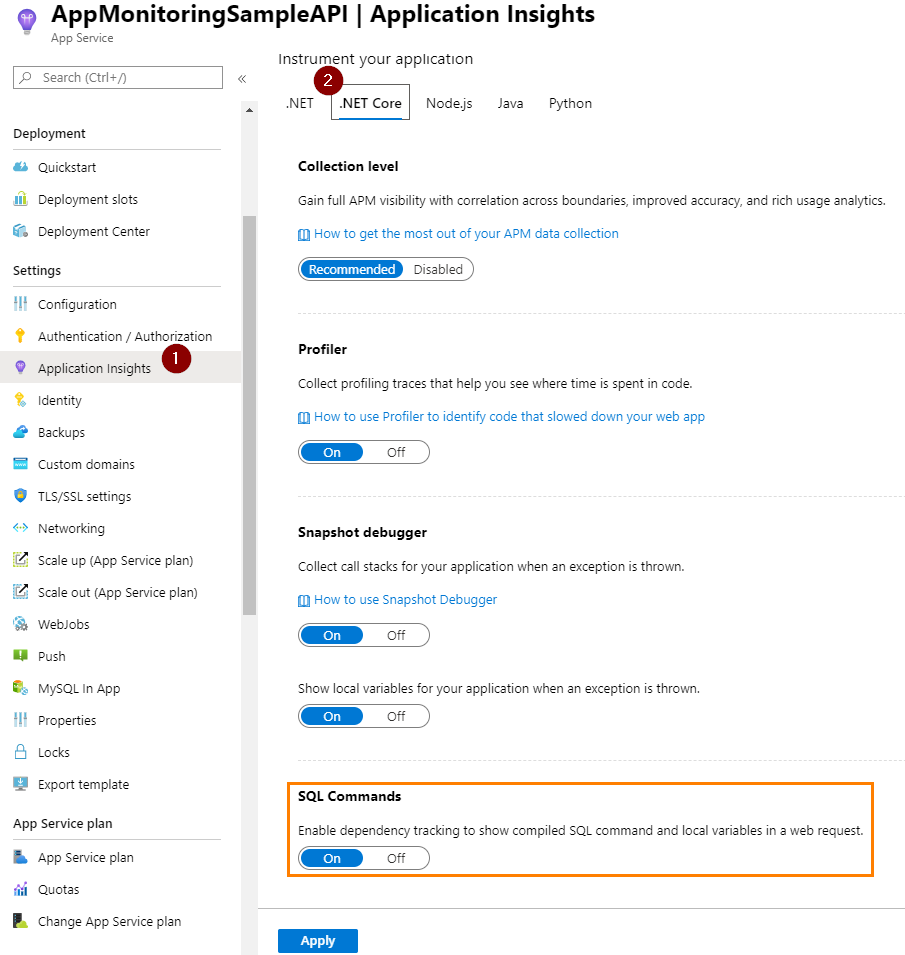 AppMonitoringSampleAPI | Application Insights
App Service
Search (Ctrl+/)
«
Deployment
Quickstart
Deployment slots
Deployment Center
Settings
Configuration
Authentication / Authorization
Application Insights
1
Identity
Backups
Custom domains
TLS/SSL settings
Networking
Scale up (App Service plan)
Scale out (App Service plan)
WebJobs
Push
MySQL In App
Properties
Locks
Export template
App Service plan
App Service plan
Quotas
Change App Service plan
Instrument your application
2
.NET .NET Core Node.js Java Python
Collection level
Gain full APM visibility with correlation across boundaries, improved accuracy, and rich usage analytics.
How to get the most out of your APM data collection
Recommended Disabled
Profiler
Collect profiling traces that help you see where time is spent in code.
How to use Profiler to identify code that slowed down your web app
On Off
Snapshot debugger
Collect call stacks for your application when an exception is thrown.
How to use Snapshot Debugger
On Off
Show local variables for your application when an exception is thrown.
On Off
SQL Commands
Enable dependency tracking to show compiled SQL command and local variables in a web request.
On Off
Apply